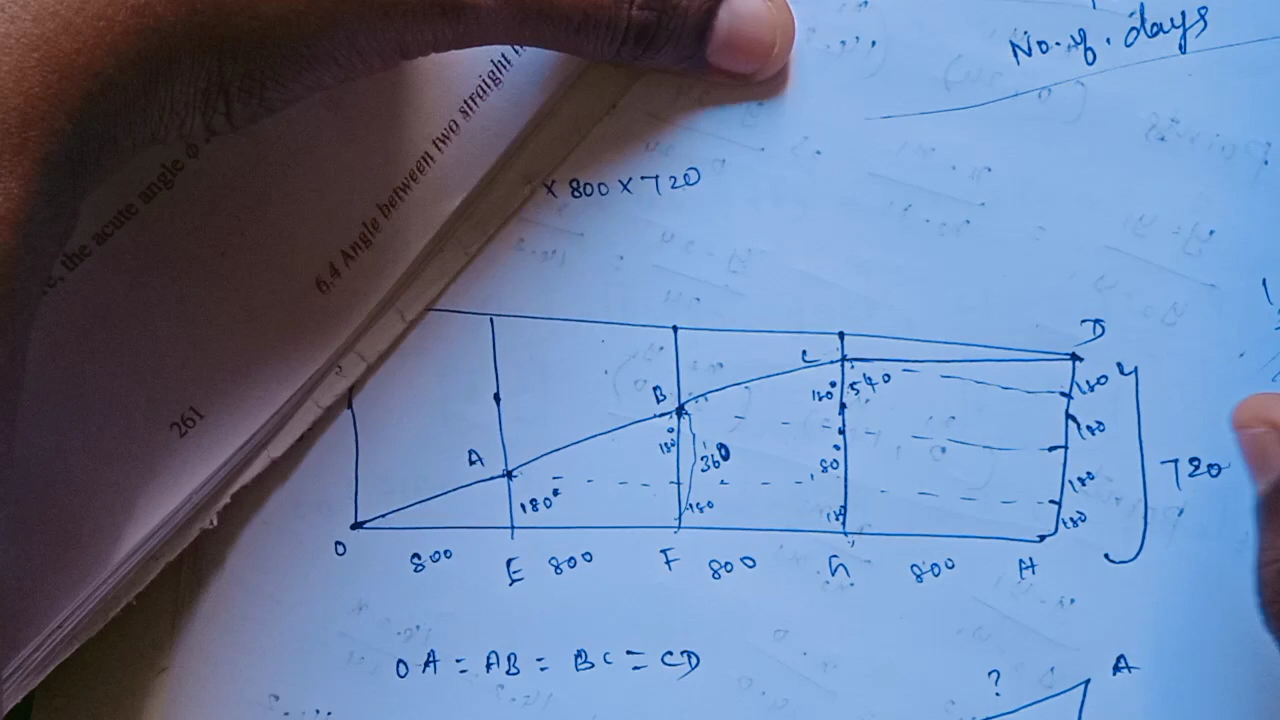 No. of. days
6.4 Angle between two straight
the acute angle
261
× 800 × 720
D
C
540
180
B
180
A
360
180
720
180
180
180
180
180
180
180
O
800
E
800
F
800
G
800
H
OA = AB = BC = CD
?
A